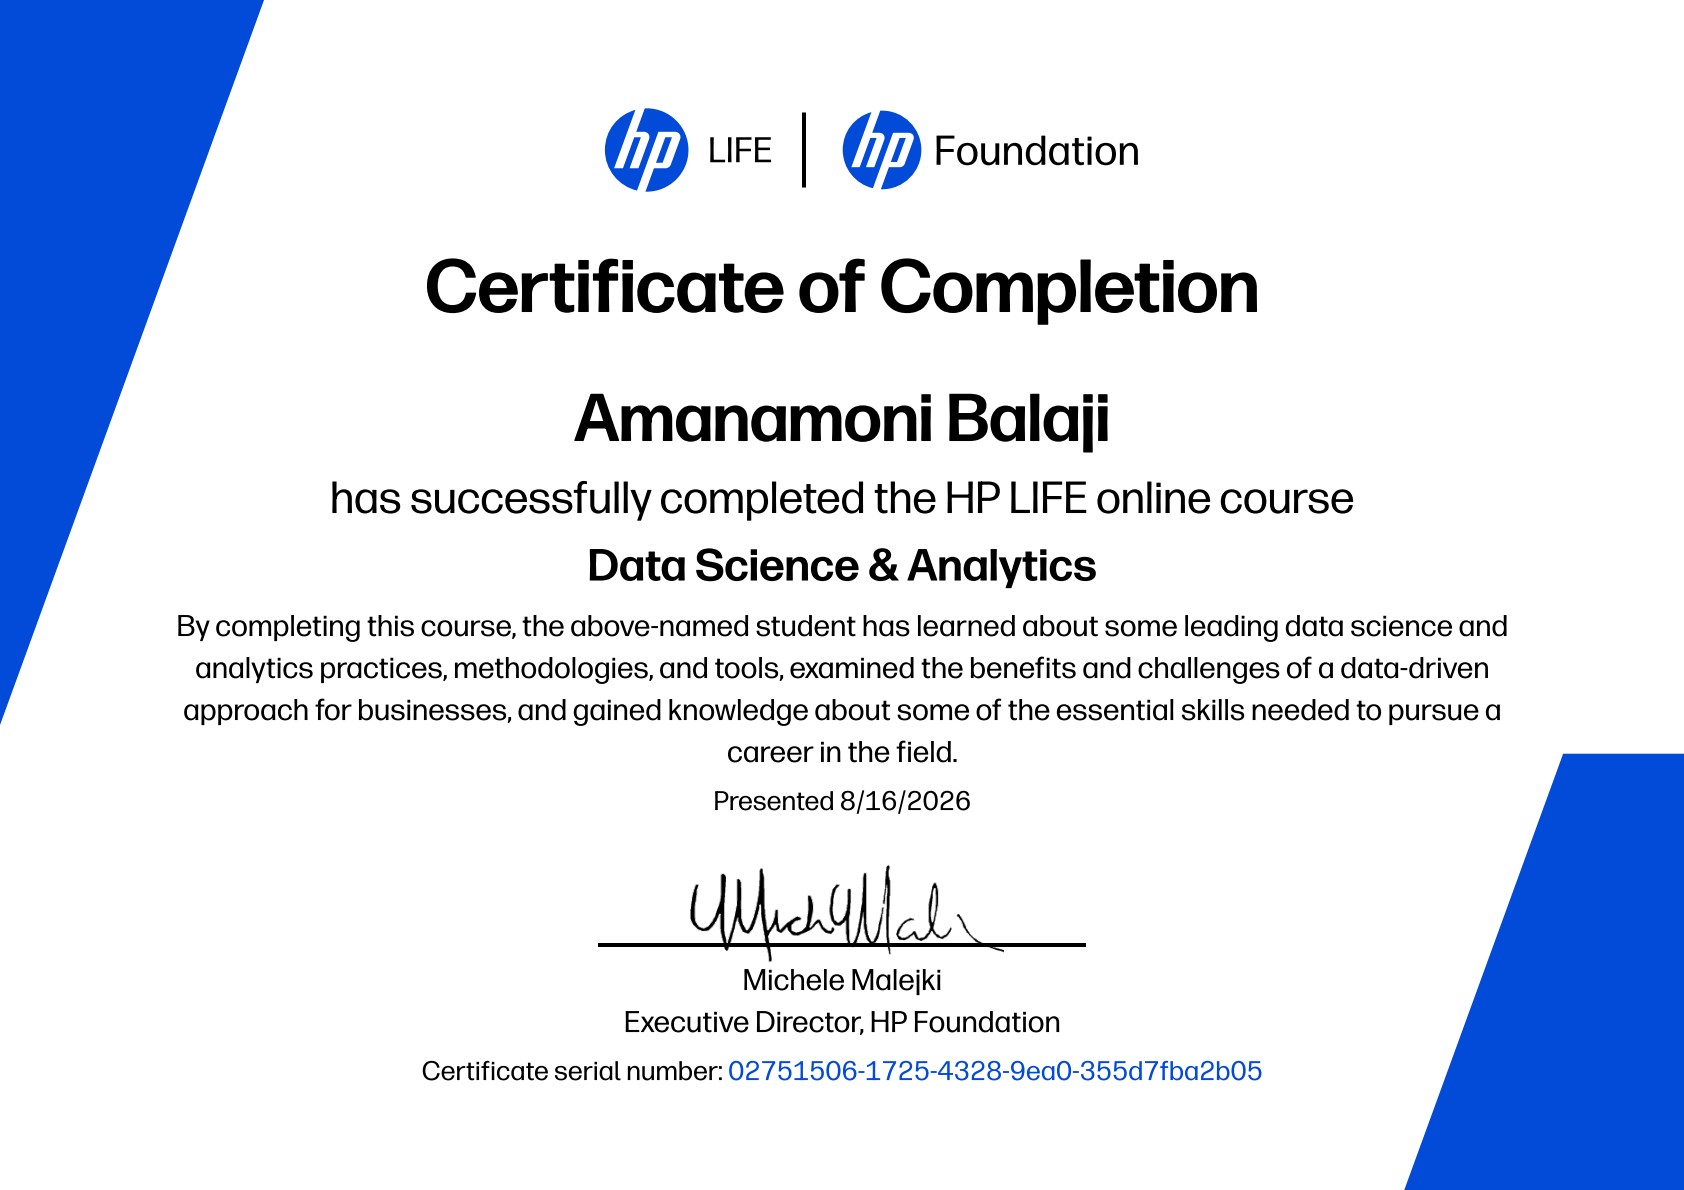 hp LIFE | hp Foundation
Certificate of Completion
Amanamoni Balaji
has successfully completed the HP LIFE online course
Data Science & Analytics
By completing this course, the above-named student has learned about some leading data science and
analytics practices, methodologies, and tools, examined the benefits and challenges of a data-driven
approach for businesses, and gained knowledge about some of the essential skills needed to pursue a
career in the field.
Presented 8/16/2026
Michele Malejki
Executive Director, HP Foundation
Certificate serial number: 02751506-1725-4328-9ea0-355d7fba2b05